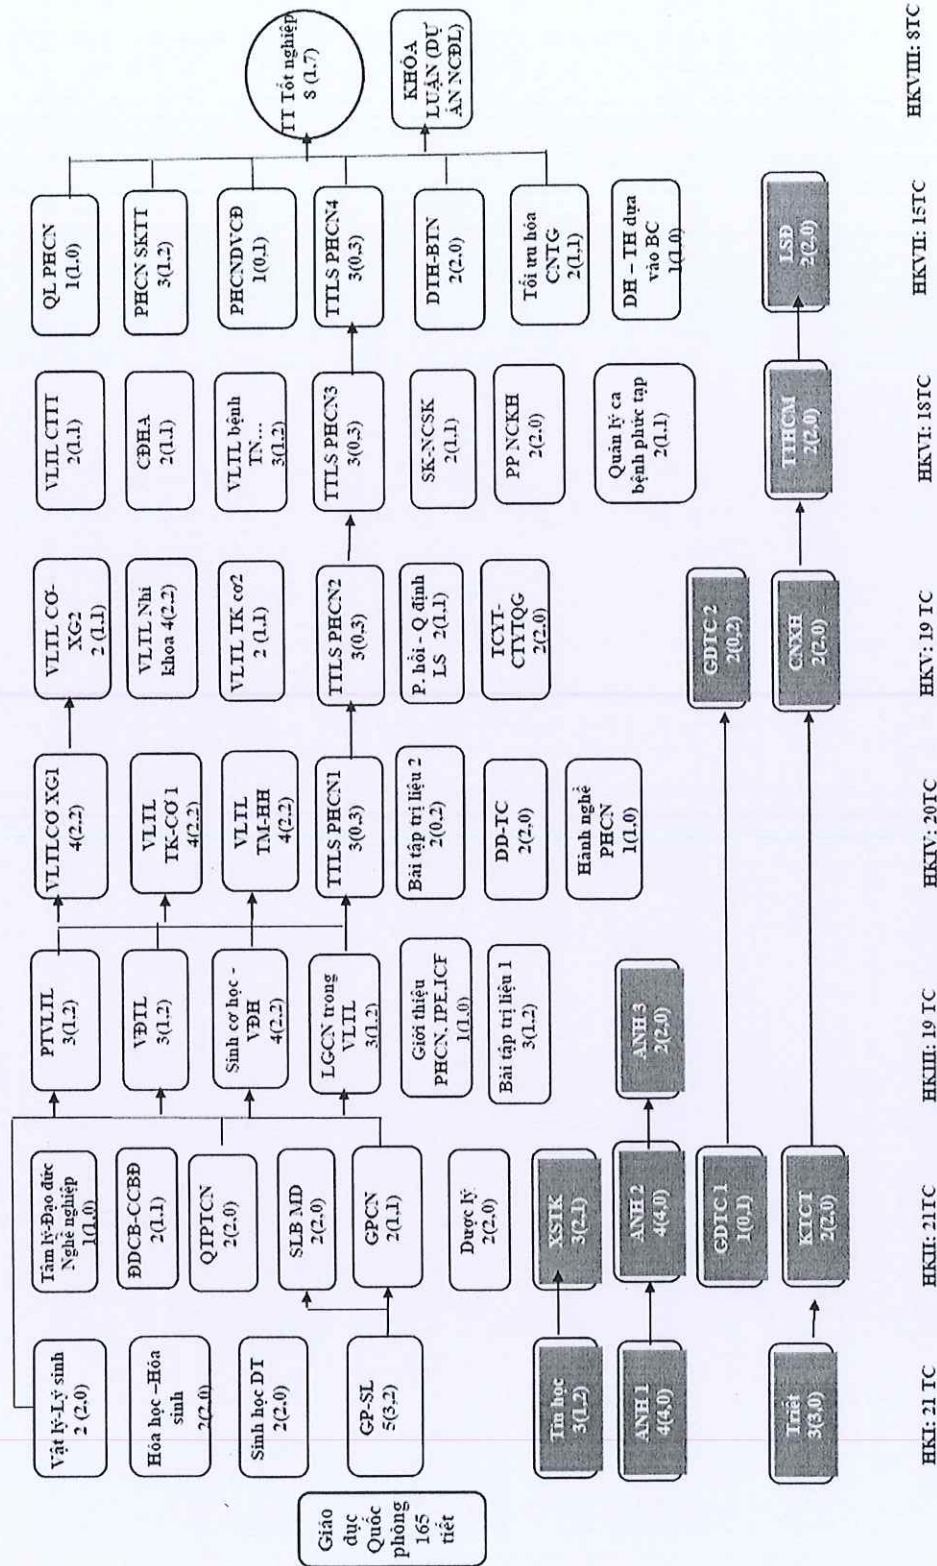 Giáo
dục
Quốc
phòng
165
tiết
Vật lý-Lý sinh
2 (2,0)
Hóa học –Hóa
sinh
2(2,0)
Sinh học DT
2(2,0)
GP-SL
5(3,2)
Tin học
3(1,2)
ANH 1
4(4,0)
Triết
3(3,0)
HKI: 21 TC
Tâm lý-Đạo đức
Nghề nghiệp
1(1,0)
ĐDCB-CCBĐ
2(1,1)
QTPTCN
2(2,0)
SLB MD
2(2,0)
GPCN
2(1,1)
Dược lý
2(2,0)
XSTK
3(2,1)
ANH 2
4(4,0)
GDTC-1
1(0,1)
KTCT
2(2,0)
HKII: 21TC
PTVLTL
3(1,2)
VĐTL
3(1,2)
Sinh cơ học -
VĐH
4(2,2)
LGCN trong
VLTL
3(1,2)
Giới thiệu
PHCN, IPE,ICF
1(1,0)
Bài tập trị liệu 1
3(1,2)
ANH 3
2(2,0)
HKIII: 19 TC
VLTLCƠ XG1
4(2,2)
VLTL
TK-CƠ 1
4(2,2)
VLTL
TM-HH
4(2,2)
TTLS PHCN1
3(0,3)
Bài tập trị liệu 2
2(0,2)
DD-TC
2(2,0)
Hành nghề
PHCN
1(1,0)
HKIV: 20TC
VLTL CƠ-
XG2
2 (1,1)
VLTL Nhi
khoa 4(2,2)
VLTL TK cơ2
2 (1,1)
TTLS PHCN2
3(0,3)
P. hồi - Q định
LS 2(1,1)
TCYT-
CTYTQG
2(2,0)
GDTC-2
2(0,2)
CNXH
2(2,0)
HKV: 19 TC
VLTL CTTT
2(1,1)
CĐHA
2(1,1)
VLTL bệnh
TN...
3(1,2)
TTLS PHCN3
3(0,3)
SK-NCSK
2(1,1)
PP NCKH
2(2,0)
Quản lý ca
bệnh phức tạp
2(1,1)
TTHCM
2(2,0)
HKVI: 18TC
QL PHCN
1(1,0)
PHCN SKTT
3(1,2)
PHCNDVCĐ
1(0,1)
TTLS PHCN4
3(0,3)
DTH-BTN
2(2,0)
Tối ưu hóa
CNTG
2(1,1)
DH – TH dựa
vào BC
1(1,0)
LSĐ
2(2,0)
HKVII: 15TC
TT Tốt nghiệp
8 (1,7)
KHÓA
LUẬN (DỰ
ÁN NCĐL)
HKVIII: 8TC